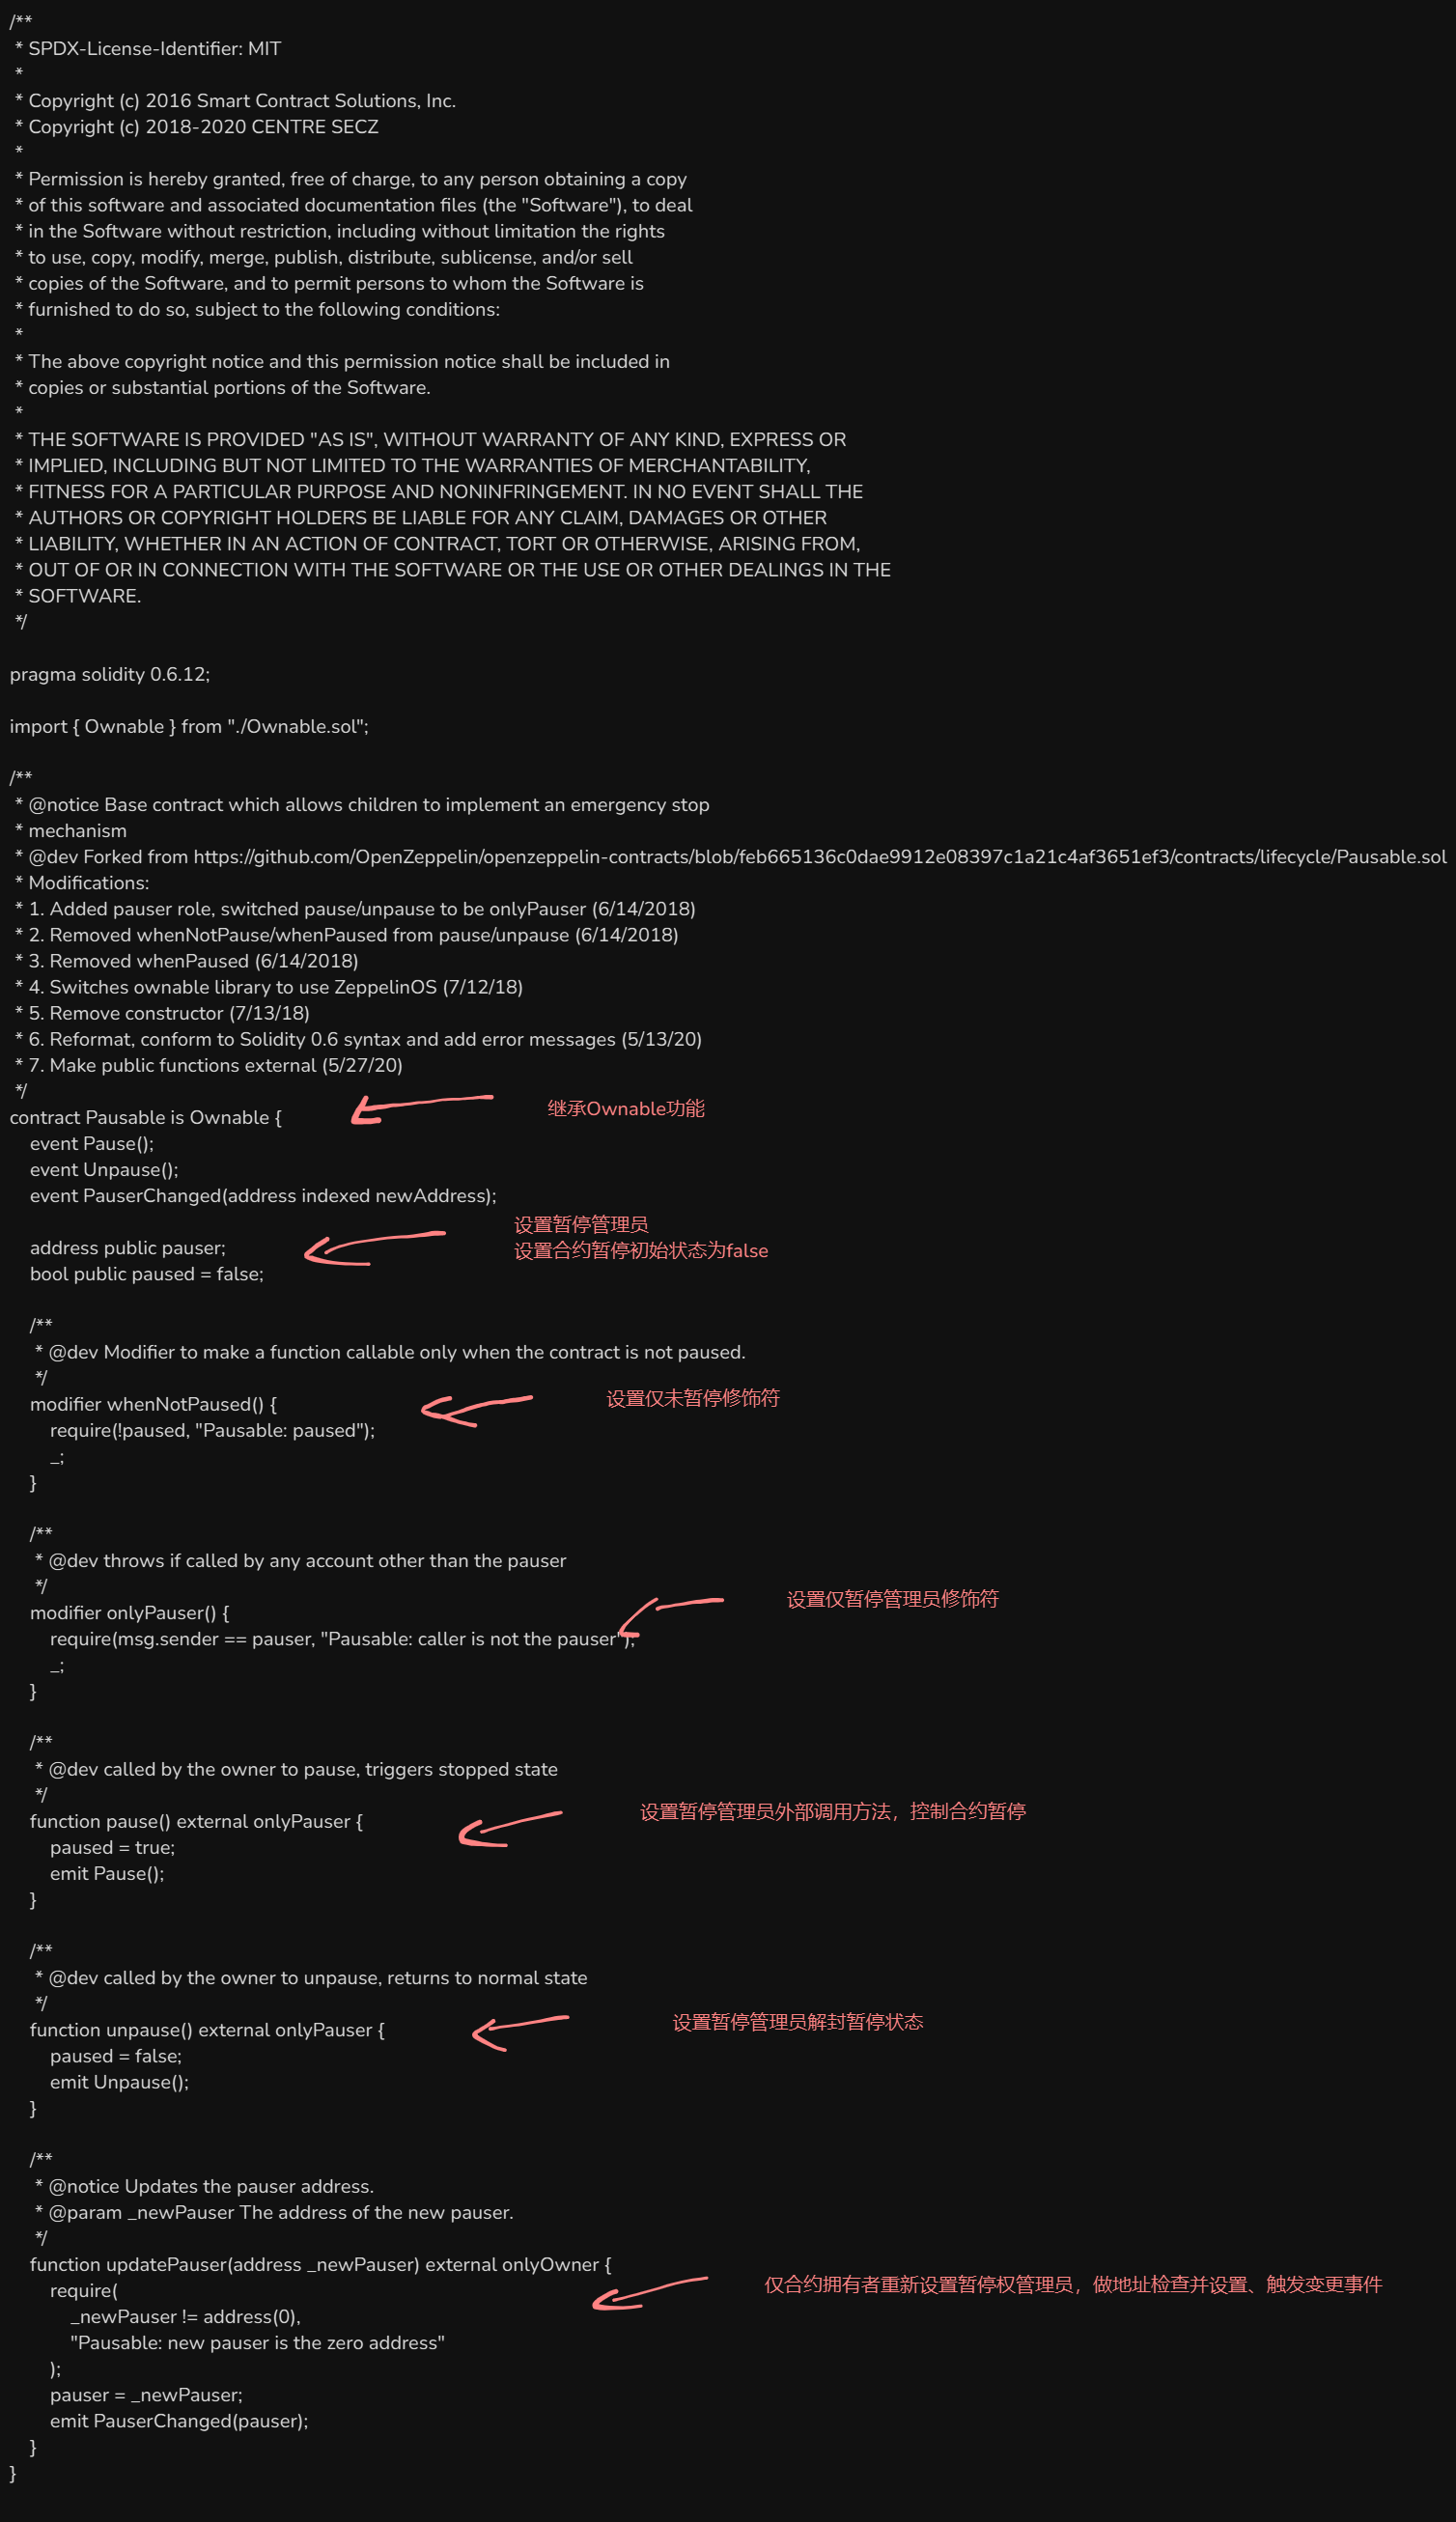 /**
 * SPDX-License-Identifier: MIT
 *
 * Copyright (c) 2016 Smart Contract Solutions, Inc.
 * Copyright (c) 2018-2020 CENTRE SECZ
 *
 * Permission is hereby granted, free of charge, to any person obtaining a copy
 * of this software and associated documentation files (the "Software"), to deal
 * in the Software without restriction, including without limitation the rights
 * to use, copy, modify, merge, publish, distribute, sublicense, and/or sell
 * copies of the Software, and to permit persons to whom the Software is
 * furnished to do so, subject to the following conditions:
 *
 * The above copyright notice and this permission notice shall be included in
 * copies or substantial portions of the Software.
 *
 * THE SOFTWARE IS PROVIDED "AS IS", WITHOUT WARRANTY OF ANY KIND, EXPRESS OR
 * IMPLIED, INCLUDING BUT NOT LIMITED TO THE WARRANTIES OF MERCHANTABILITY,
 * FITNESS FOR A PARTICULAR PURPOSE AND NONINFRINGEMENT. IN NO EVENT SHALL THE
 * AUTHORS OR COPYRIGHT HOLDERS BE LIABLE FOR ANY CLAIM, DAMAGES OR OTHER
 * LIABILITY, WHETHER IN AN ACTION OF CONTRACT, TORT OR OTHERWISE, ARISING FROM,
 * OUT OF OR IN CONNECTION WITH THE SOFTWARE OR THE USE OR OTHER DEALINGS IN THE
 * SOFTWARE.
 */
pragma solidity 0.6.12;
import { Ownable } from "./Ownable.sol";
/**
 * @notice Base contract which allows children to implement an emergency stop
 * mechanism
 * @dev Forked from https://github.com/OpenZeppelin/openzeppelin-contracts/blob/feb665136c0dae9912e08397c1a21c4af3651ef3/contracts/lifecycle/Pausable.sol
 * Modifications:
 * 1. Added pauser role, switched pause/unpause to be onlyPauser (6/14/2018)
 * 2. Removed whenNotPause/whenPaused from pause/unpause (6/14/2018)
 * 3. Removed whenPaused (6/14/2018)
 * 4. Switches ownable library to use ZeppelinOS (7/12/18)
 * 5. Remove constructor (7/13/18)
 * 6. Reformat, conform to Solidity 0.6 syntax and add error messages (5/13/20)
 * 7. Make public functions external (5/27/20)
 */
继承Ownable功能
contract Pausable is Ownable {
    event Pause();
    event Unpause();
    event PauserChanged(address indexed newAddress);
设置暂停管理员
设置合约暂停初始状态为false
    address public pauser;
    bool public paused = false;
    /**
     * @dev Modifier to make a function callable only when the contract is not paused.
     */
设置仅未暂停修饰符
    modifier whenNotPaused() {
        require(!paused, "Pausable: paused");
        _;
    }
    /**
     * @dev throws if called by any account other than the pauser
     */
设置仅暂停管理员修饰符
    modifier onlyPauser() {
        require(msg.sender == pauser, "Pausable: caller is not the pauser");
        _;
    }
    /**
     * @dev called by the owner to pause, triggers stopped state
     */
设置暂停管理员外部调用方法，控制合约暂停
    function pause() external onlyPauser {
        paused = true;
        emit Pause();
    }
    /**
     * @dev called by the owner to unpause, returns to normal state
     */
设置暂停管理员解封暂停状态
    function unpause() external onlyPauser {
        paused = false;
        emit Unpause();
    }
    /**
     * @notice Updates the pauser address.
     * @param _newPauser The address of the new pauser.
     */
    function updatePauser(address _newPauser) external onlyOwner {
仅合约拥有者重新设置暂停权管理员，做地址检查并设置、触发变更事件
        require(
            _newPauser != address(0),
            "Pausable: new pauser is the zero address"
        );
        pauser = _newPauser;
        emit PauserChanged(pauser);
    }
}